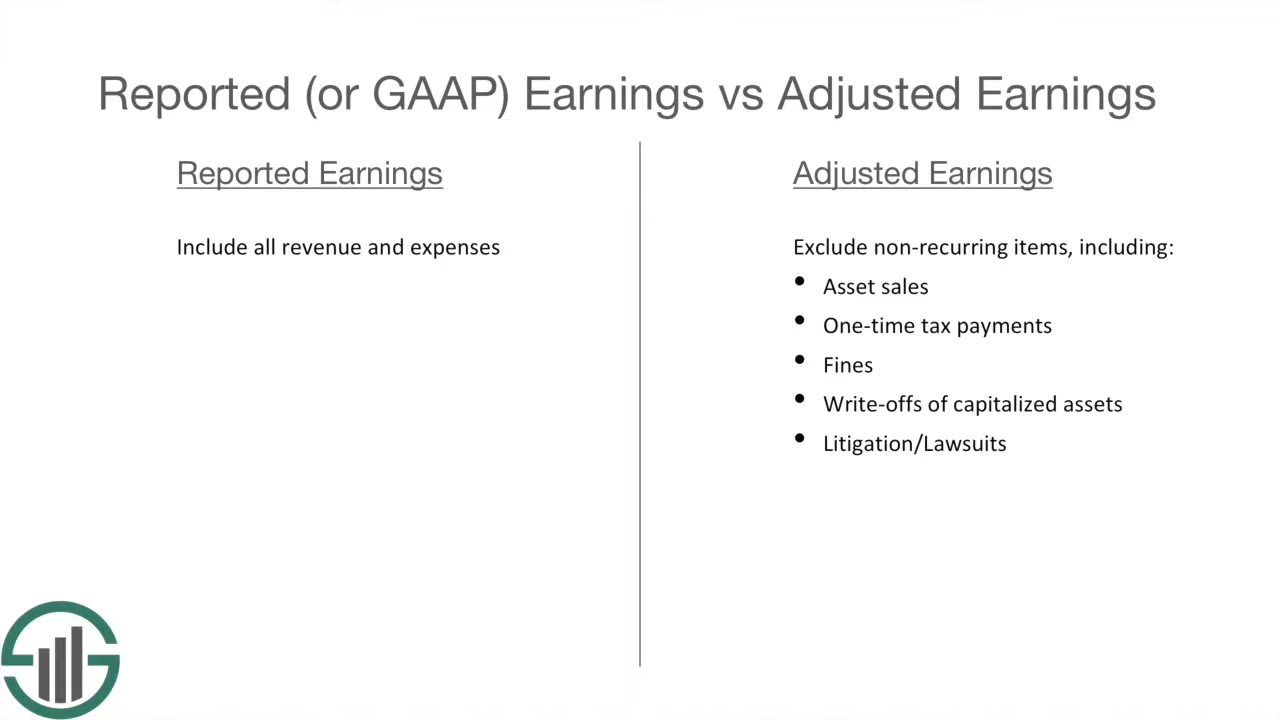 Reported (or GAAP) Earnings vs Adjusted Earnings
Reported Earnings
Include all revenue and expenses
Adjusted Earnings
Exclude non-recurring items, including:
• Asset sales
• One-time tax payments
• Fines
• Write-offs of capitalized assets
• Litigation/Lawsuits